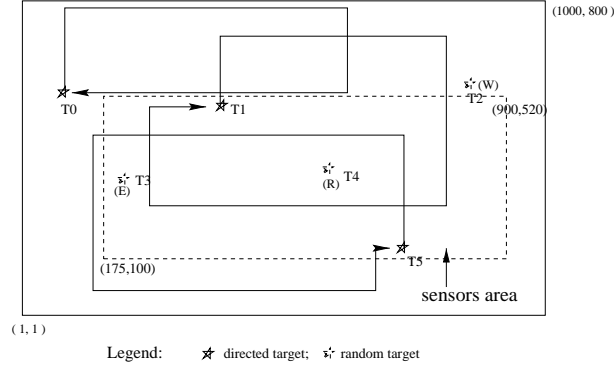 (1000, 800 )
(W)
T0
T1
T2
(900,520)
T3
(E)
T4
(R)
T5
(175,100)
sensors area
( 1, 1 )
Legend: directed target; random target